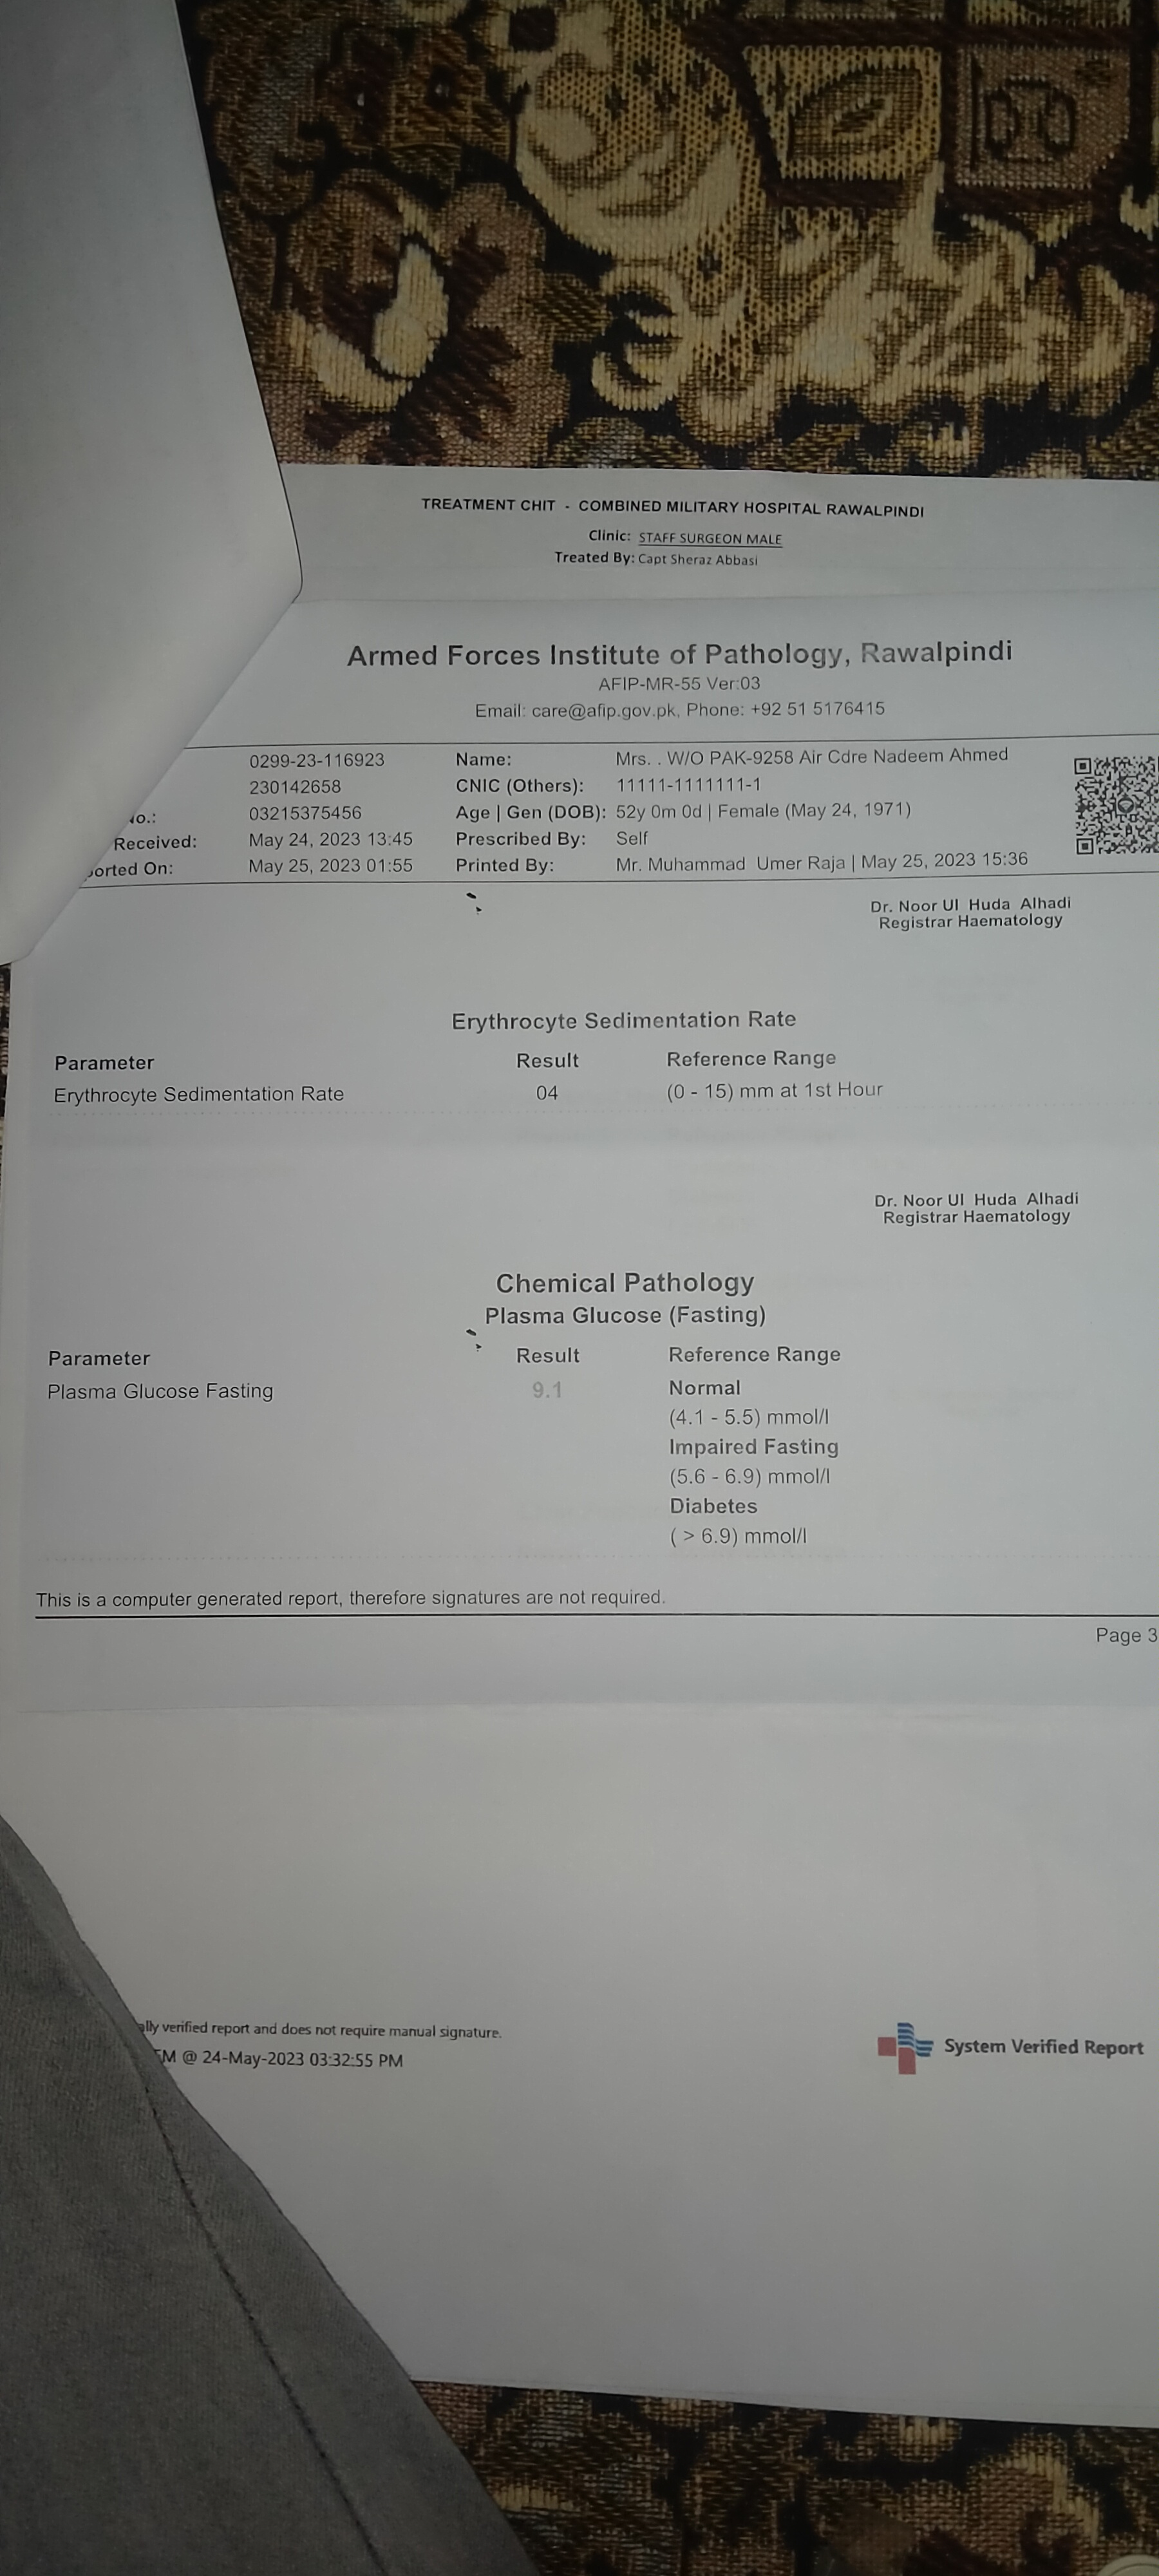 TREATMENT CHIT - COMBINED MILITARY HOSPITAL RAWALPINDI
Clinic: STAFF SURGEON MALE
Treated By: Capt Sheraz Abbasi
Armed Forces Institute of Pathology, Rawalpindi
AFIP-MR-55 Ver:03
Email: care@afip.gov.pk, Phone: +92 51 5176415
0299-23-116923 Name: Mrs. . W/O PAK-9258 Air Cdre Nadeem Ahmed
230142658 CNIC (Others): 11111-1111111-1
No.: 03215375456 Age | Gen (DOB): 52y 0m 0d | Female (May 24, 1971)
Received: May 24, 2023 13:45 Prescribed By: Self
orted On: May 25, 2023 01:55 Printed By: Mr. Muhammad Umer Raja | May 25, 2023 15:36
Dr. Noor Ul Huda Alhadi
Registrar Haematology
Erythrocyte Sedimentation Rate
Parameter Result Reference Range
Erythrocyte Sedimentation Rate 04 (0 - 15) mm at 1st Hour
Dr. Noor Ul Huda Alhadi
Registrar Haematology
Chemical Pathology
Plasma Glucose (Fasting)
Parameter Result Reference Range
Plasma Glucose Fasting 9.1 Normal
(4.1 - 5.5) mmol/l
Impaired Fasting
(5.6 - 6.9) mmol/l
Diabetes
( > 6.9) mmol/l
This is a computer generated report, therefore signatures are not required.
Page 3
ally verified report and does not require manual signature.
EM @ 24-May-2023 03:32:55 PM
System Verified Report